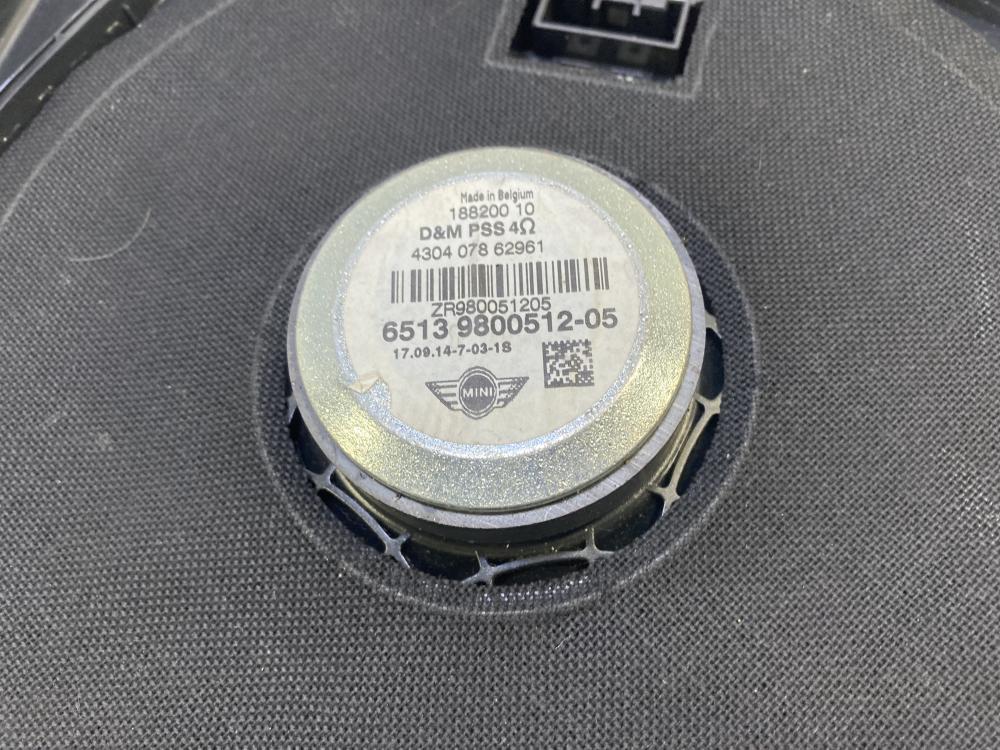 Made in Belgium
188200 10
D&M PSS 4Ω
4304 078 62961
ZR980051205
6513 9800512-05
17.09.14-7-03-1S
MINI